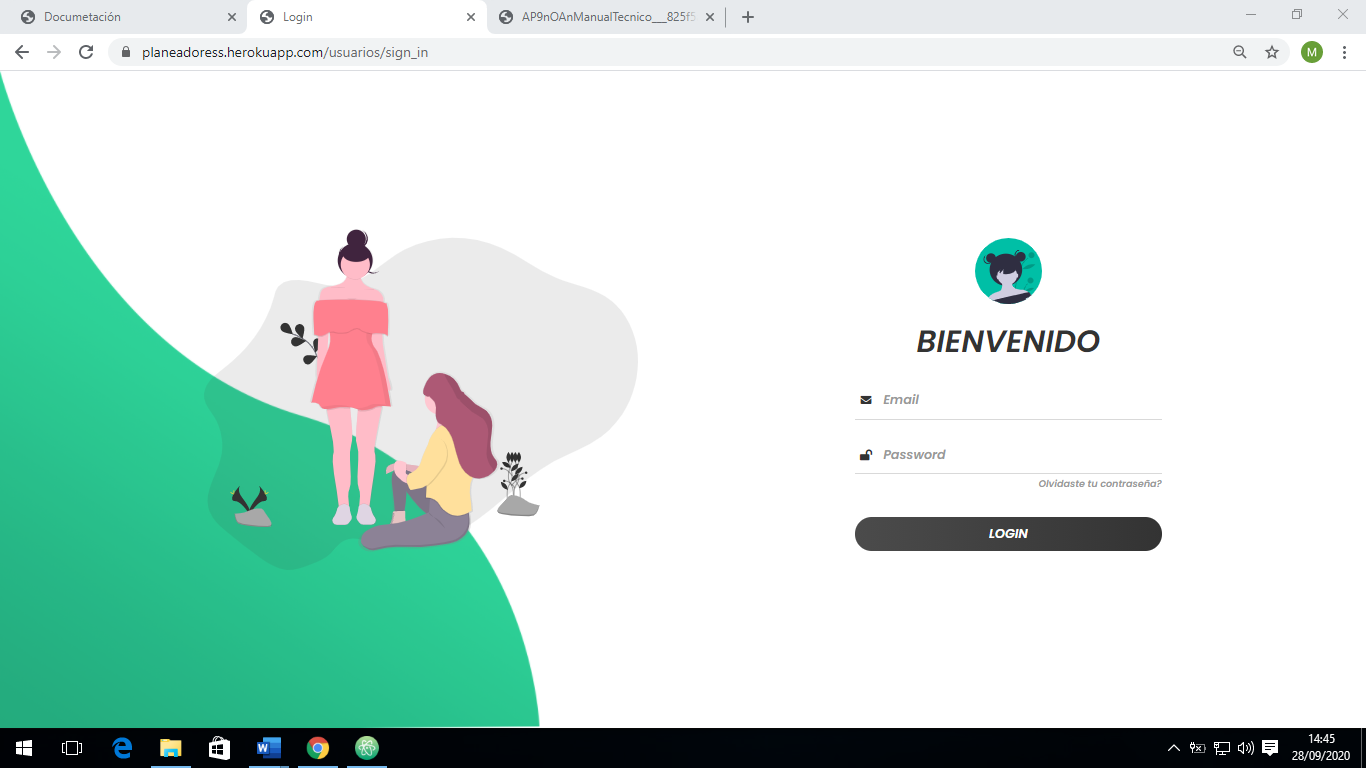 Documetación
Login
AP9nOAnManualTecnico___825f5
planeadoress.herokuapp.com/usuarios/sign_in
M
BIENVENIDO
Email
Password
Olvidaste tu contraseña?
LOGIN
14:45
28/09/2020